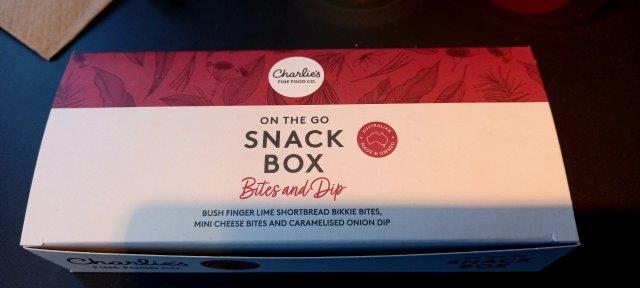 Charlie's
FINE FOOD CO.
ON THE GO
SNACK
BOX
AUSTRALIAN
MADE & OWNED
Bites and Dip
BUSH FINGER LIME SHORTBREAD BIKKIE BITES,
MINI CHEESE BITES AND CARAMELISED ONION DIP
Charlie's
FINE FOOD CO.
SNACK
BOX